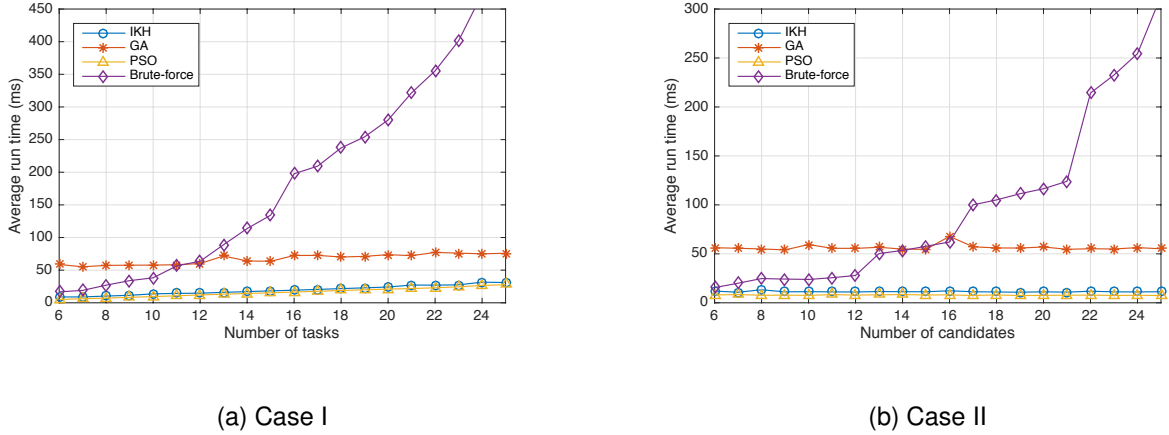 450
400
350
300
250
200
150
100
50
0
Average run time (ms)
IKH
GA
PSO
Brute-force
6 8 10 12 14 16 18 20 22 24
Number of tasks
(a) Case I
300
250
200
150
100
50
0
Average run time (ms)
IKH
GA
PSO
Brute-force
6 8 10 12 14 16 18 20 22 24
Number of candidates
(b) Case II